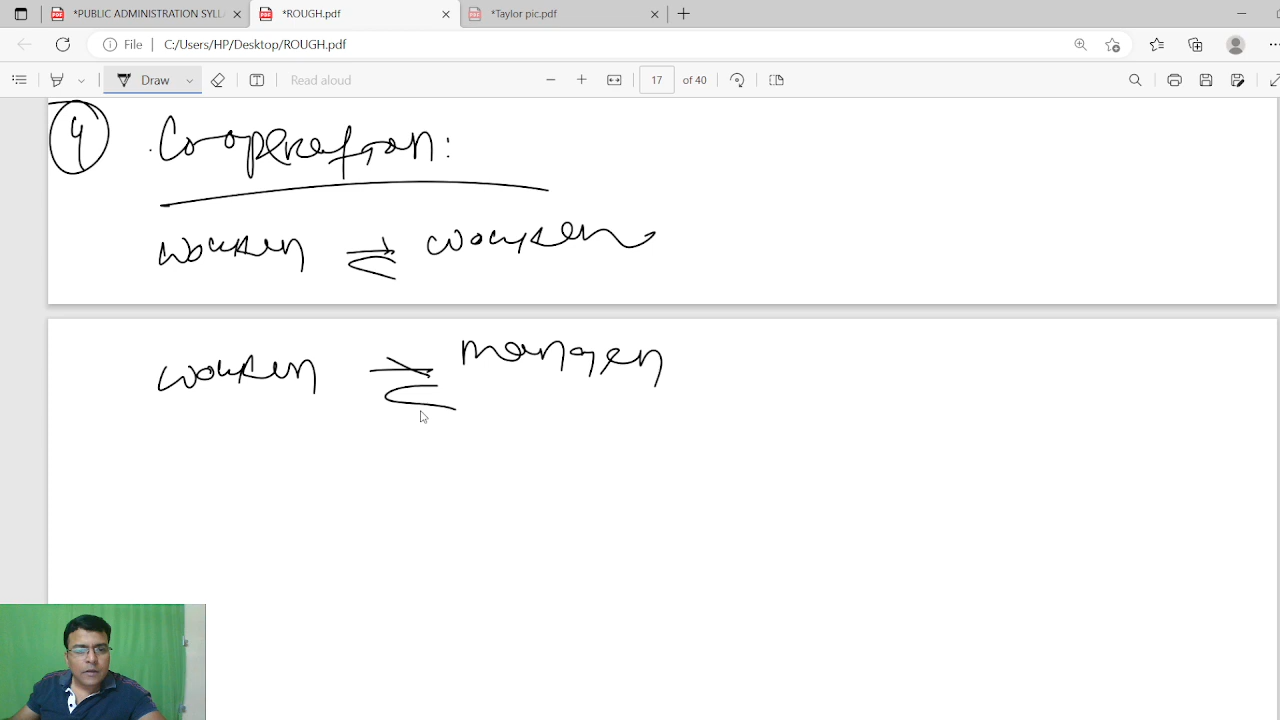 *PUBLIC ADMINISTRATION SYLLA
*ROUGH.pdf
*Taylor pic.pdf
File
C:/Users/HP/Desktop/ROUGH.pdf
Draw
Read aloud
17 of 40
4 Cooperation:
worker ⇌ worker
worker ⇌ manager